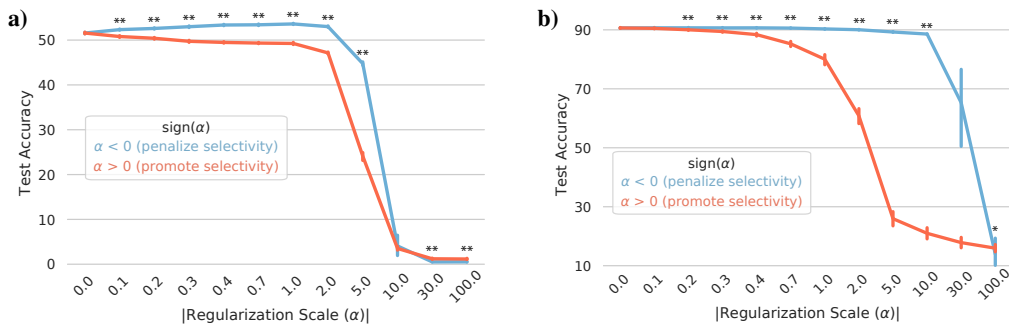 a)
** ** ** ** ** ** ** **
** **
Test Accuracy
50
40
30
20
10
0
sign(α)
α < 0 (penalize selectivity)
α > 0 (promote selectivity)
0.0 0.1 0.2 0.3 0.4 0.7 1.0 2.0 5.0 10.0 30.0 100.0
|Regularization Scale (α)|
b)
** ** ** ** ** ** ** **
*
Test Accuracy
90
70
50
30
10
sign(α)
α < 0 (penalize selectivity)
α > 0 (promote selectivity)
0.0 0.1 0.2 0.3 0.4 0.7 1.0 2.0 5.0 10.0 30.0 100.0
|Regularization Scale (α)|